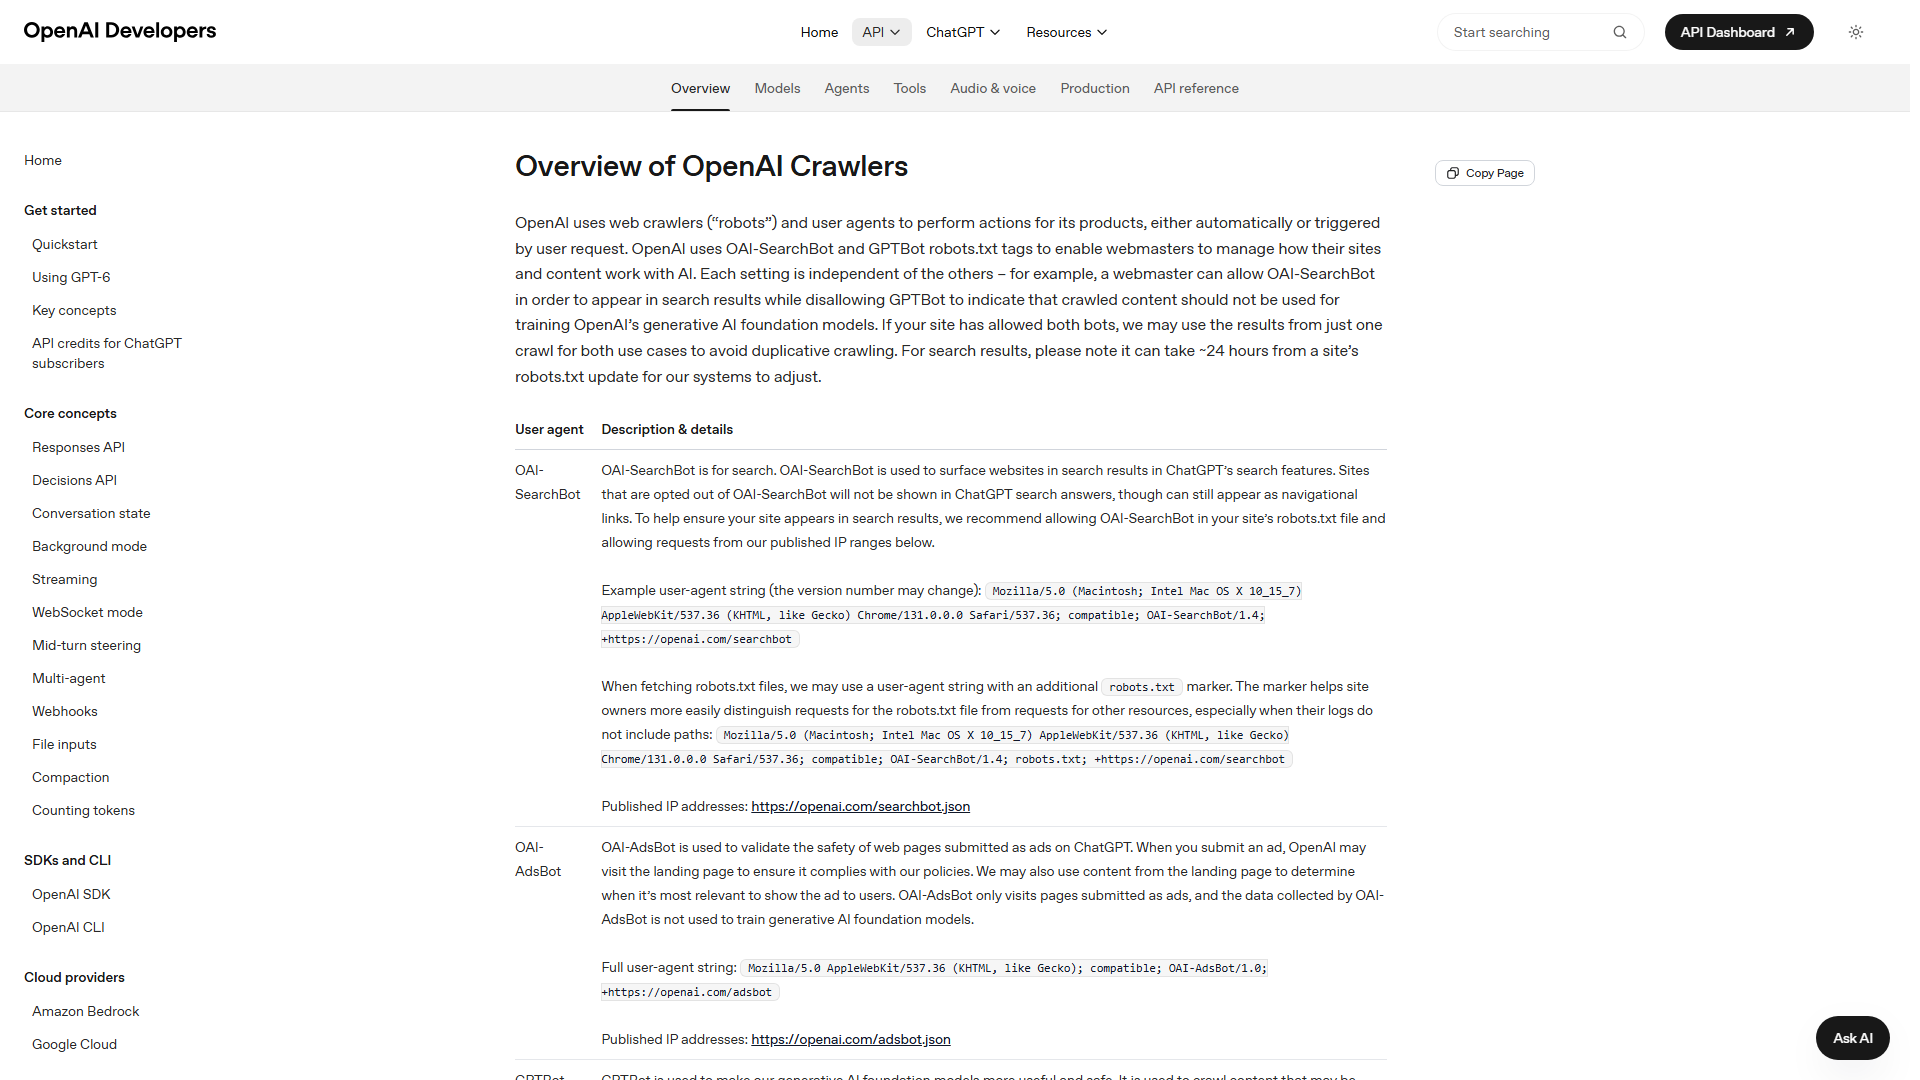 OpenAI Developers
Home
API
ChatGPT
Resources
Start searching
API Dashboard
Overview
Models
Agents
Tools
Audio & voice
Production
API reference
Home
Get started
Quickstart
Using GPT-6
Key concepts
API credits for ChatGPT
subscribers
Core concepts
Responses API
Decisions API
Conversation state
Background mode
Streaming
WebSocket mode
Mid-turn steering
Multi-agent
Webhooks
File inputs
Compaction
Counting tokens
SDKs and CLI
OpenAI SDK
OpenAI CLI
Cloud providers
Amazon Bedrock
Google Cloud
Overview of OpenAI Crawlers
Copy Page
OpenAI uses web crawlers (“robots”) and user agents to perform actions for its products, either automatically or triggered
by user request. OpenAI uses OAI-SearchBot and GPTBot robots.txt tags to enable webmasters to manage how their sites
and content work with AI. Each setting is independent of the others – for example, a webmaster can allow OAI-SearchBot
in order to appear in search results while disallowing GPTBot to indicate that crawled content should not be used for
training OpenAI’s generative AI foundation models. If your site has allowed both bots, we may use the results from just one
crawl for both use cases to avoid duplicative crawling. For search results, please note it can take ~24 hours from a site’s
robots.txt update for our systems to adjust.
User agent
Description & details
OAI-
SearchBot
OAI-SearchBot is for search. OAI-SearchBot is used to surface websites in search results in ChatGPT’s search features. Sites
that are opted out of OAI-SearchBot will not be shown in ChatGPT search answers, though can still appear as navigational
links. To help ensure your site appears in search results, we recommend allowing OAI-SearchBot in your site’s robots.txt file and
allowing requests from our published IP ranges below.
Example user-agent string (the version number may change): Mozilla/5.0 (Macintosh; Intel Mac OS X 10_15_7)
AppleWebKit/537.36 (KHTML, like Gecko) Chrome/131.0.0.0 Safari/537.36; compatible; OAI-SearchBot/1.4;
+https://openai.com/searchbot
When fetching robots.txt files, we may use a user-agent string with an additional robots.txt marker. The marker helps site
owners more easily distinguish requests for the robots.txt file from requests for other resources, especially when their logs do
not include paths: Mozilla/5.0 (Macintosh; Intel Mac OS X 10_15_7) AppleWebKit/537.36 (KHTML, like Gecko)
Chrome/131.0.0.0 Safari/537.36; compatible; OAI-SearchBot/1.4; robots.txt; +https://openai.com/searchbot
Published IP addresses: https://openai.com/searchbot.json
OAI-
AdsBot
OAI-AdsBot is used to validate the safety of web pages submitted as ads on ChatGPT. When you submit an ad, OpenAI may
visit the landing page to ensure it complies with our policies. We may also use content from the landing page to determine
when it’s most relevant to show the ad to users. OAI-AdsBot only visits pages submitted as ads, and the data collected by OAI-
AdsBot is not used to train generative AI foundation models.
Full user-agent string: Mozilla/5.0 AppleWebKit/537.36 (KHTML, like Gecko); compatible; OAI-AdsBot/1.0;
+https://openai.com/adsbot
Published IP addresses: https://openai.com/adsbot.json
GPTBot
GPTBot is used to make our generative AI foundation models more useful and safe. It is used to crawl content that may be
Ask AI